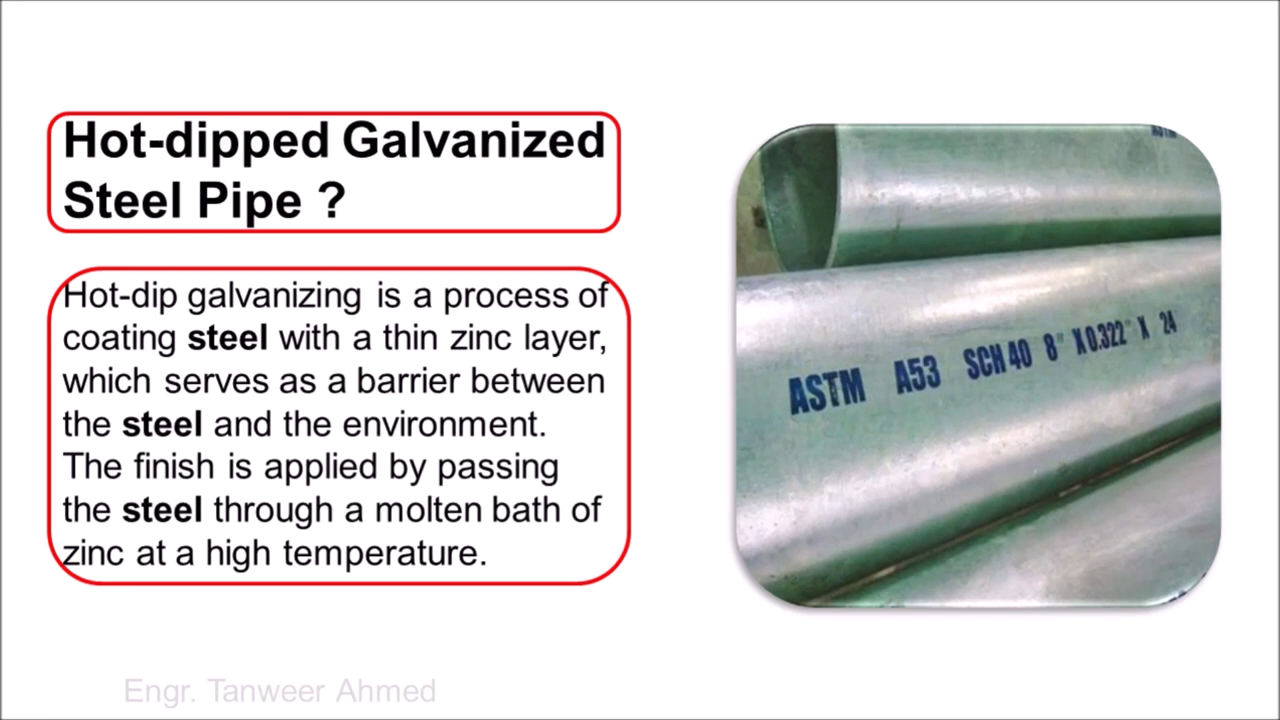 Hot-dipped Galvanized
Steel Pipe ?
Hot-dip galvanizing is a process of
coating steel with a thin zinc layer,
which serves as a barrier between
the steel and the environment.
The finish is applied by passing
the steel through a molten bath of
zinc at a high temperature.
ASTM A53 SCH 40 8" X 0.322" X 24
Engr. Tanweer Ahmed